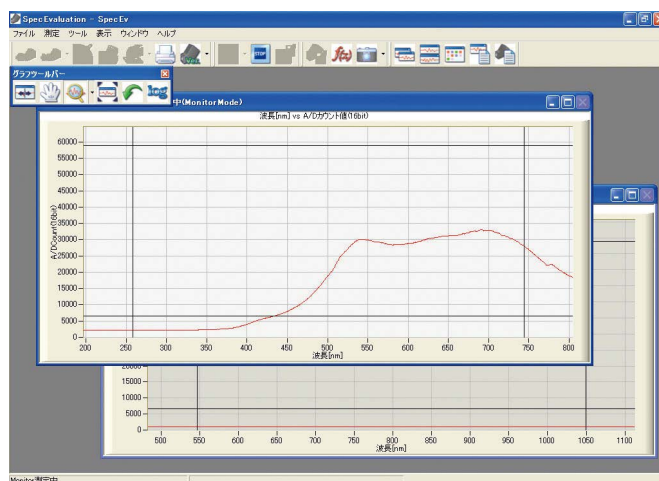 SpecEvaluation - SpecEv
ファイル 測定 ツール 表示 ウィンドウ ヘルプ
STOP
f(x)
グラフツールバー
log
中(MonitorMode)
波長[nm] vs A/Dカウント値(16bit)
A/DCount(16bit)
60000
55000
50000
45000
40000
35000
30000
25000
20000
15000
10000
5000
0
200 250 300 350 400 450 500 550 600 650 700 750 800
波長[nm]
20000
15000
10000
5000
0
500 550 600 650 700 750 800 850 900 950 1000 1050 1100
波長[nm]
Monitor測定中